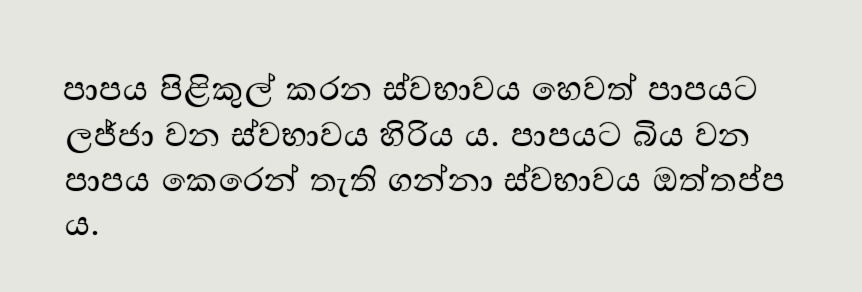 පාපය පිළිකුල් කරන ස්වභාවය හෙවත් පාපයට
ලජ්ජා වන ස්වභාවය හිරිය ය. පාපයට බිය වන
පාපය කෙරෙන් තැති ගන්නා ස්වභාවය ඔත්තප්ප
ය.